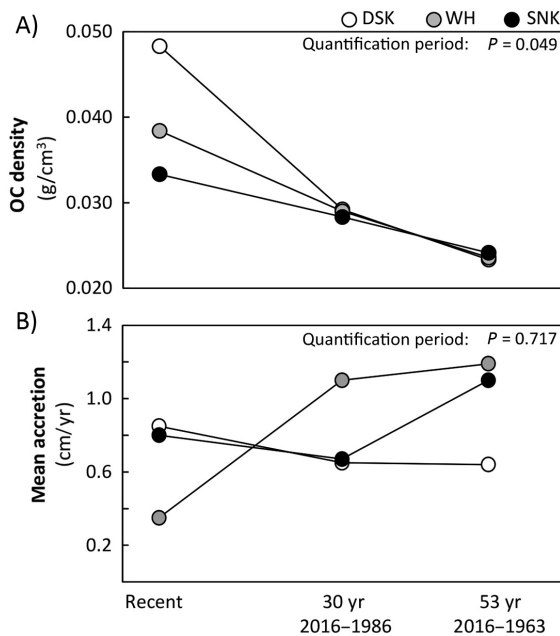 DSK WH SNK
A)
Quantification period: P = 0.049
0.050
0.040
0.030
0.020
OC density
(g/cm³)
B)
Quantification period: P = 0.717
1.4
1.0
0.6
0.2
Mean accretion
(cm/yr)
Recent 30 yr 53 yr
2016–1986 2016–1963